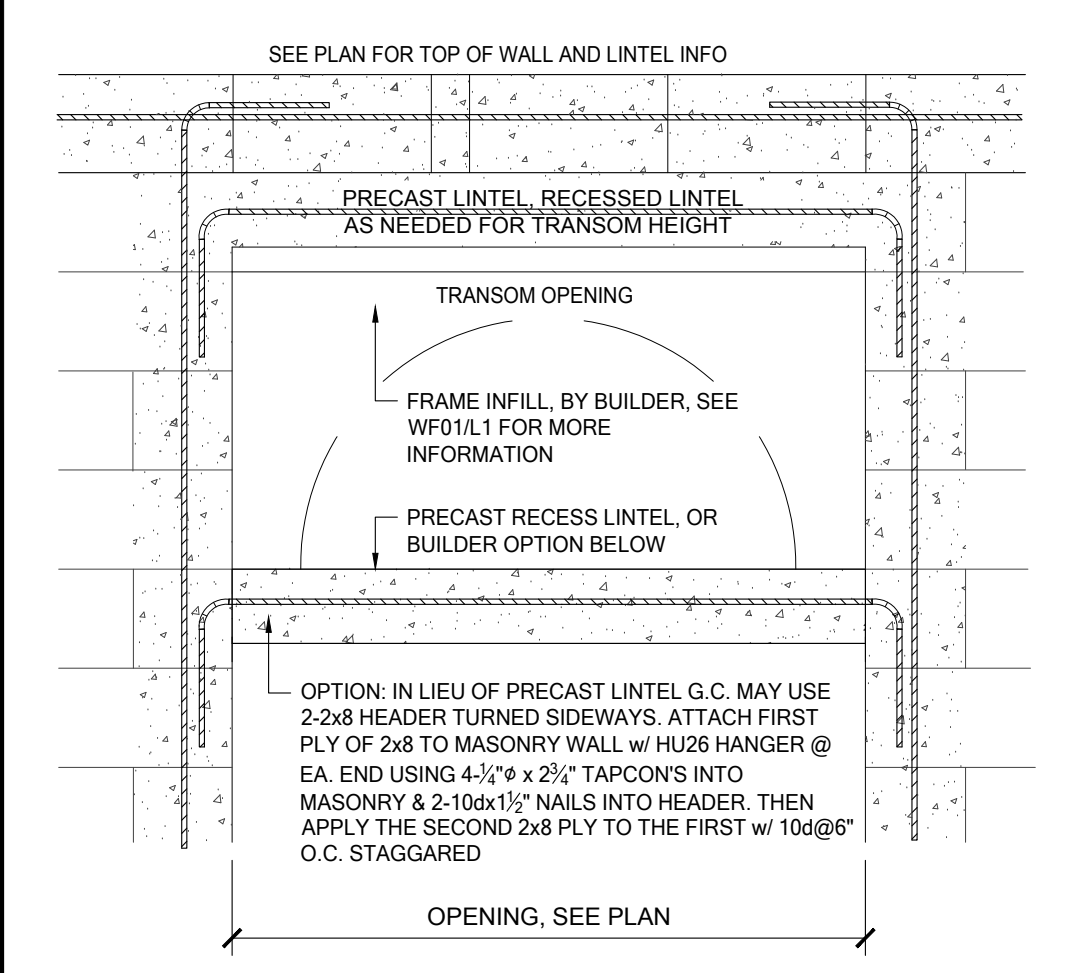 SEE PLAN FOR TOP OF WALL AND LINTEL INFO
PRECAST LINTEL, RECESSED LINTEL
AS NEEDED FOR TRANSOM HEIGHT
TRANSOM OPENING
FRAME INFILL, BY BUILDER, SEE
WF01/L1 FOR MORE
INFORMATION
PRECAST RECESS LINTEL, OR
BUILDER OPTION BELOW
OPTION: IN LIEU OF PRECAST LINTEL G.C. MAY USE
2-2x8 HEADER TURNED SIDEWAYS. ATTACH FIRST
PLY OF 2x8 TO MASONRY WALL w/ HU26 HANGER @
EA. END USING 4-¼"⌀ x 2¾" TAPCON'S INTO
MASONRY & 2-10dx1½" NAILS INTO HEADER. THEN
APPLY THE SECOND 2x8 PLY TO THE FIRST w/ 10d@6"
O.C. STAGGARED
OPENING, SEE PLAN